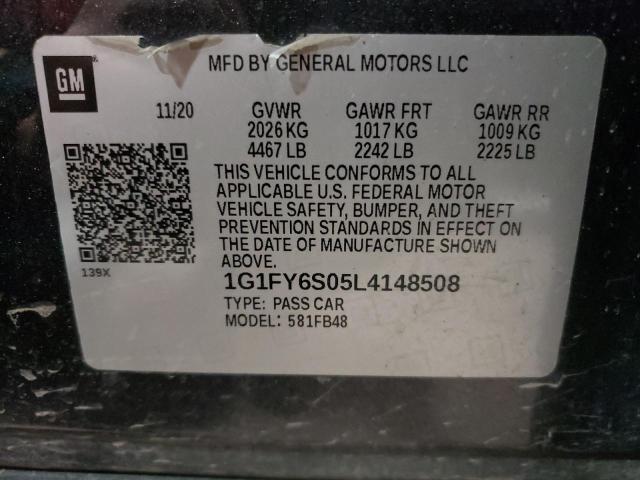 GM
MFD BY GENERAL MOTORS LLC
11/20 GVWR GAWR FRT GAWR RR
2026 KG 1017 KG 1009 KG
4467 LB 2242 LB 2225 LB
THIS VEHICLE CONFORMS TO ALL
APPLICABLE U.S. FEDERAL MOTOR
VEHICLE SAFETY, BUMPER, AND THEFT
PREVENTION STANDARDS IN EFFECT ON
THE DATE OF MANUFACTURE SHOWN
ABOVE.
139X
1G1FY6S05L4148508
TYPE: PASS CAR
MODEL: 581FB48